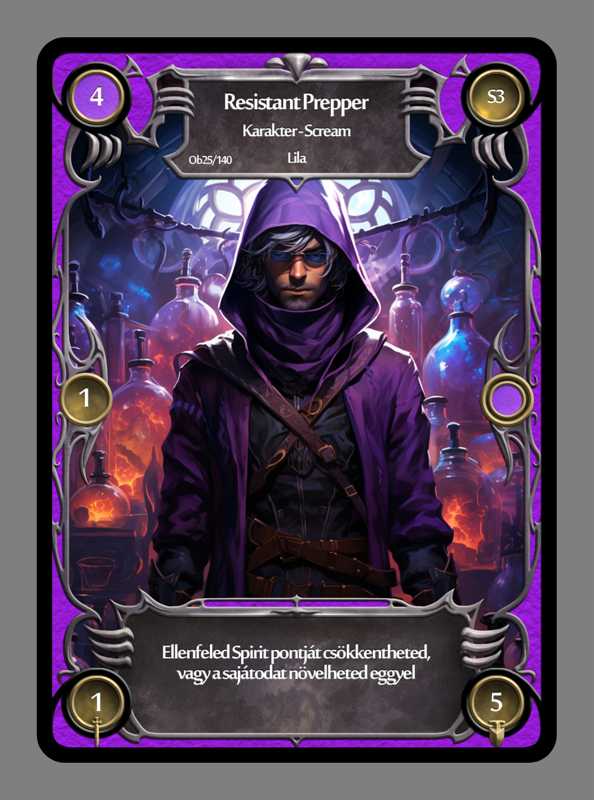 4
S3
Resistant Prepper
Karakter - Scream
Ob25/140
Lila
1
Ellenfeled Spirit pontját csökkentheted,
vagy a sajátodat növelheted eggyel
1
5